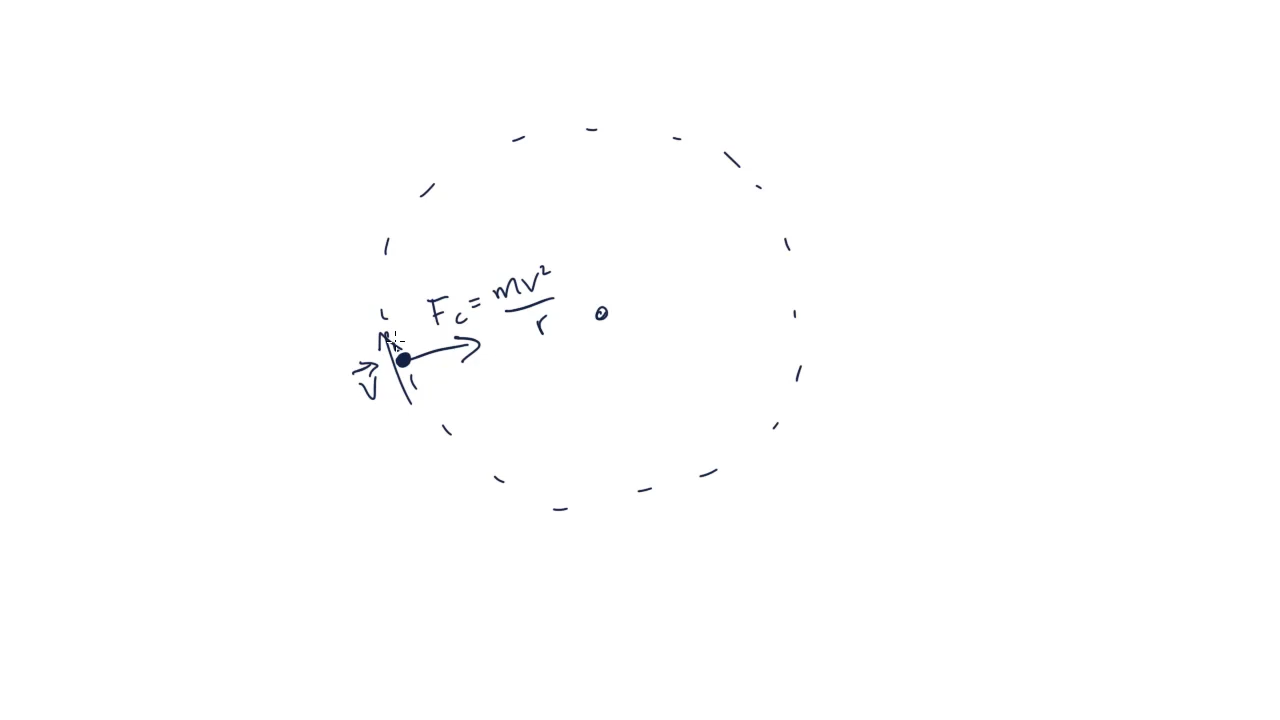 F_c = mv²/r
v⃗